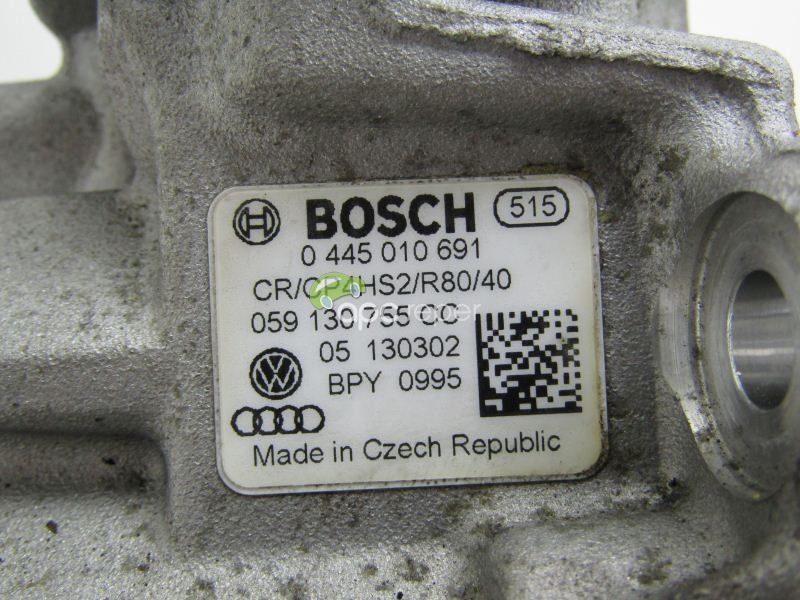 BOSCH 515
0 445 010 691
CR/CP4HS2/R80/40
059 130 755 CC
05 130302
BPY 0995
Made in Czech Republic